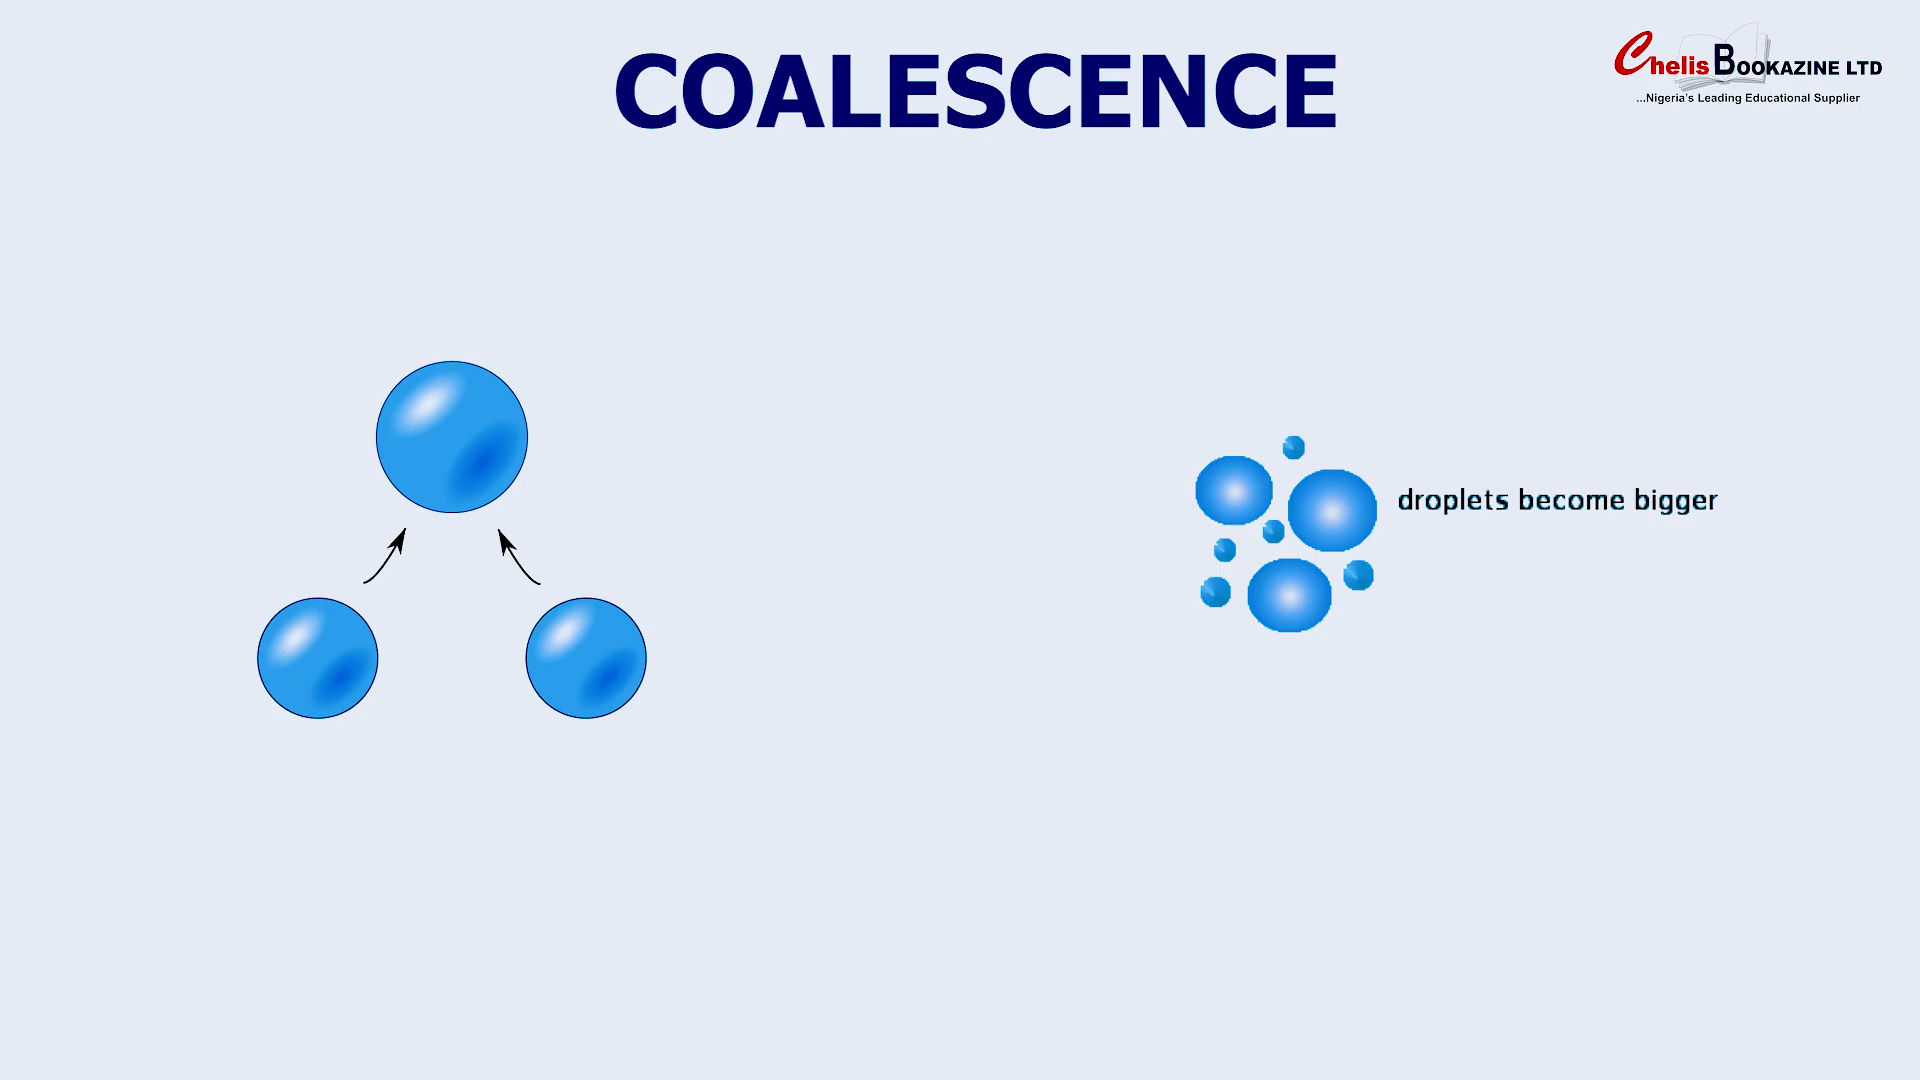 COALESCENCE
Chelis BOOKAZINE LTD
...Nigeria's Leading Educational Supplier
droplets become bigger